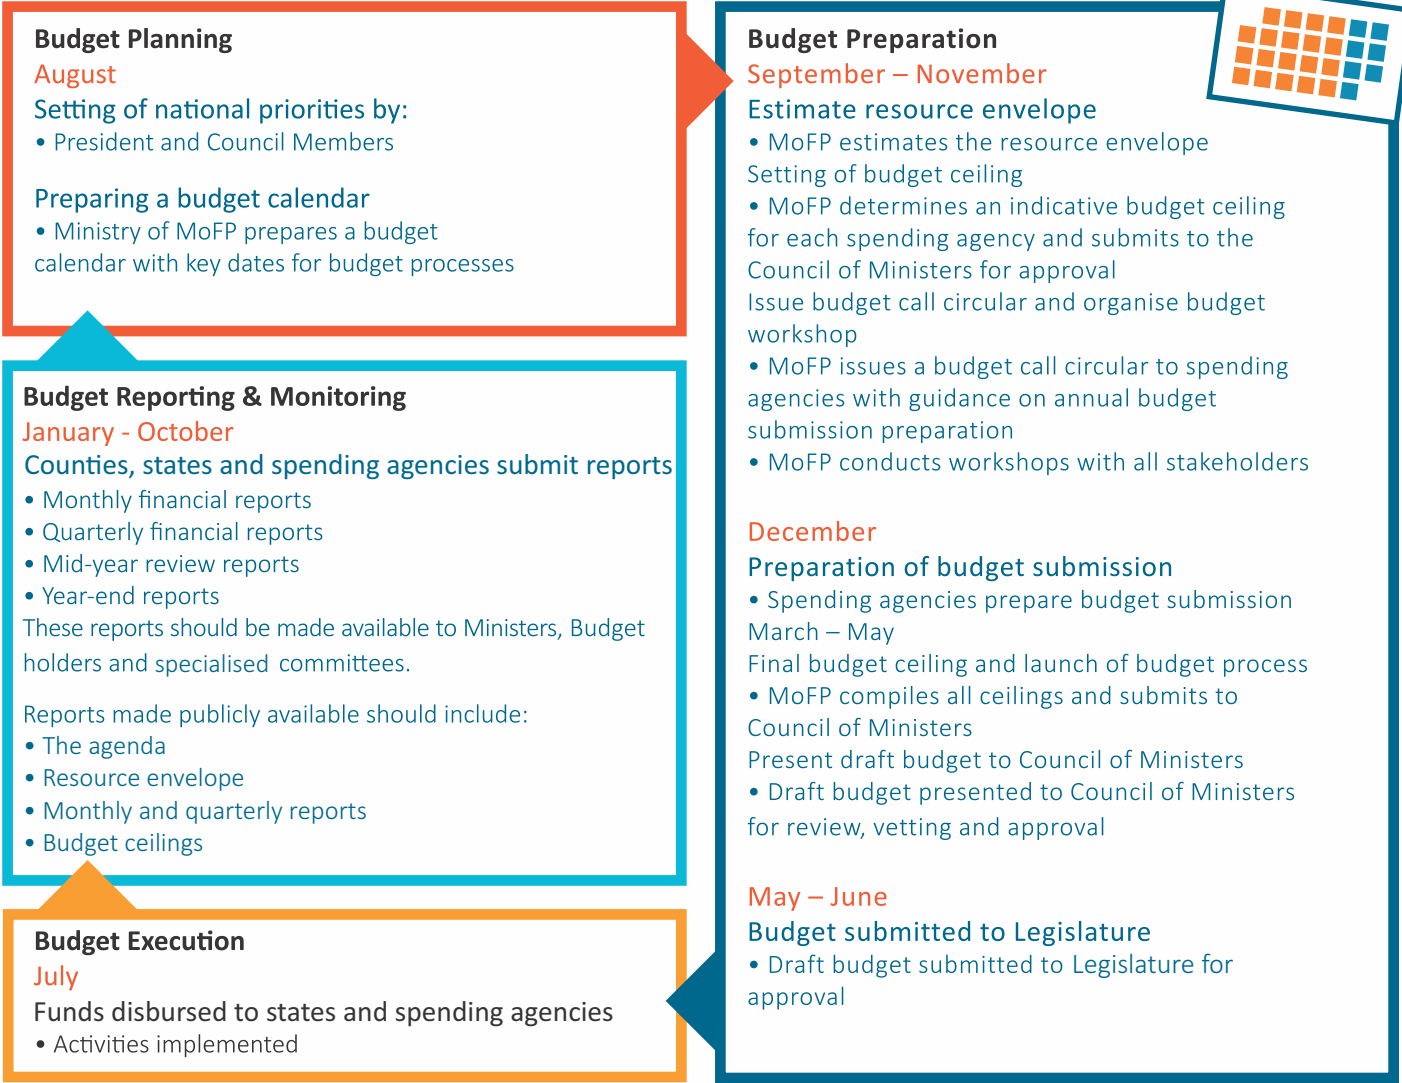 Budget Planning
August
Setting of national priorities by:
• President and Council Members
Preparing a budget calendar
• Ministry of MoFP prepares a budget
calendar with key dates for budget processes
Budget Reporting & Monitoring
January - October
Counties, states and spending agencies submit reports
• Monthly financial reports
• Quarterly financial reports
• Mid-year review reports
• Year-end reports
These reports should be made available to Ministers, Budget
holders and specialised committees.
Reports made publicly available should include:
• The agenda
• Resource envelope
• Monthly and quarterly reports
• Budget ceilings
Budget Execution
July
Funds disbursed to states and spending agencies
• Activities implemented
Budget Preparation
September – November
Estimate resource envelope
• MoFP estimates the resource envelope
Setting of budget ceiling
• MoFP determines an indicative budget ceiling
for each spending agency and submits to the
Council of Ministers for approval
Issue budget call circular and organise budget
workshop
• MoFP issues a budget call circular to spending
agencies with guidance on annual budget
submission preparation
• MoFP conducts workshops with all stakeholders
December
Preparation of budget submission
• Spending agencies prepare budget submission
March – May
Final budget ceiling and launch of budget process
• MoFP compiles all ceilings and submits to
Council of Ministers
Present draft budget to Council of Ministers
• Draft budget presented to Council of Ministers
for review, vetting and approval
May – June
Budget submitted to Legislature
• Draft budget submitted to Legislature for
approval